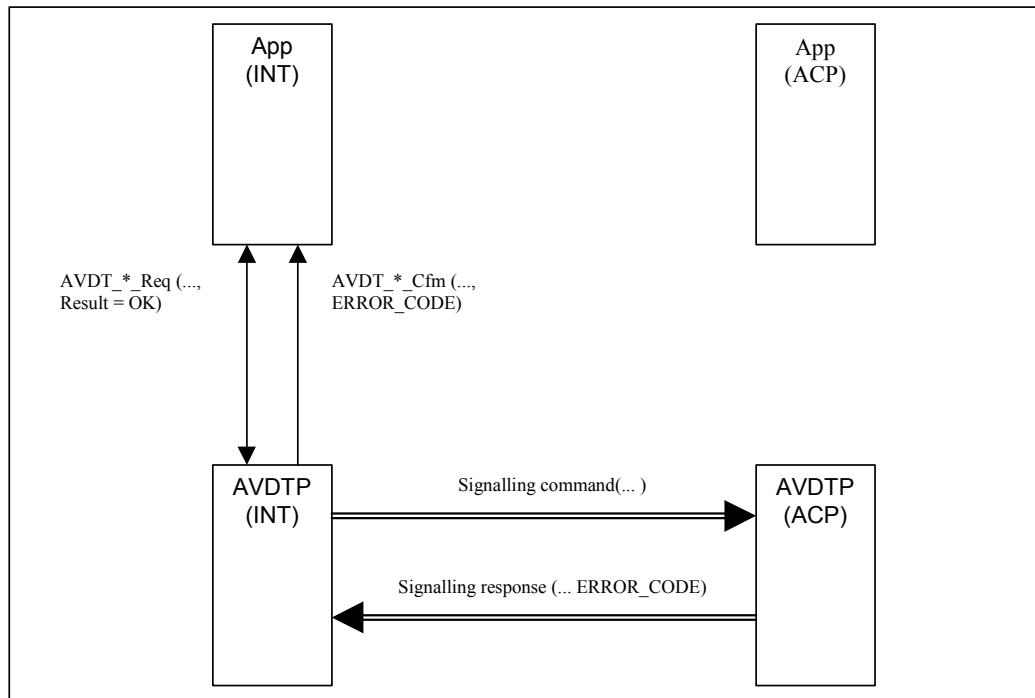 App
(INT)
App
(ACP)
AVDT_*_Req (...,
Result = OK)
AVDT_*_Cfm (...,
ERROR_CODE)
AVDTP
(INT)
Signalling command(... )
AVDTP
(ACP)
Signalling response (... ERROR_CODE)